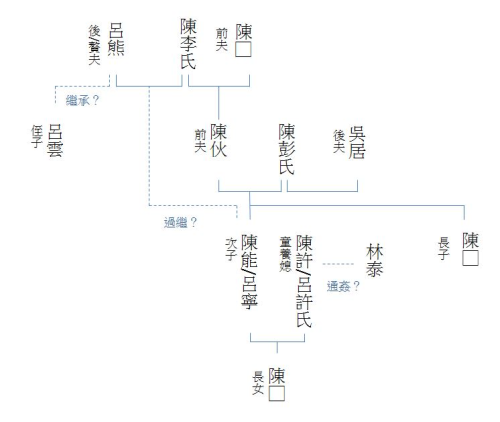 陳□
前夫
陳李氏
呂熊
後/贅夫
繼承？
呂雲
侄子
吳居
後夫
陳彭氏
陳伙
前夫
過繼？
陳□
長子
林泰
通姦？
陳許/呂許氏
童養媳
陳能/呂寧
次子
陳□
長女